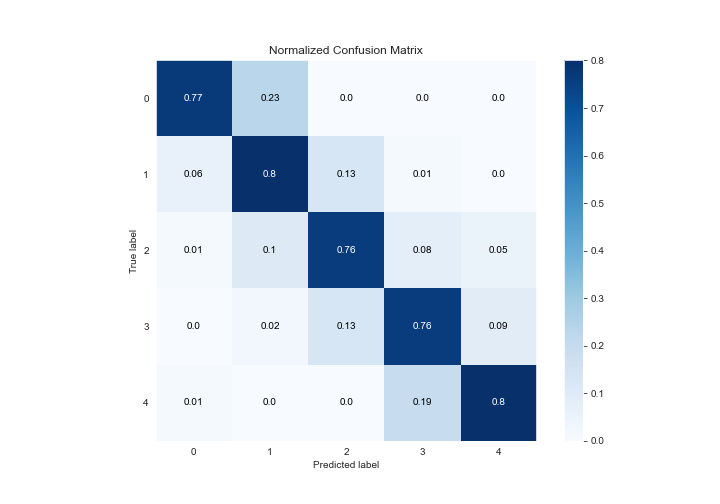 Normalized Confusion Matrix
0 0.77 0.23 0.0 0.0 0.0
1 0.06 0.8 0.13 0.01 0.0
2 0.01 0.1 0.76 0.08 0.05
3 0.0 0.02 0.13 0.76 0.09
4 0.01 0.0 0.0 0.19 0.8
0 1 2 3 4
True label
Predicted label
0.8
0.7
0.6
0.5
0.4
0.3
0.2
0.1
0.0